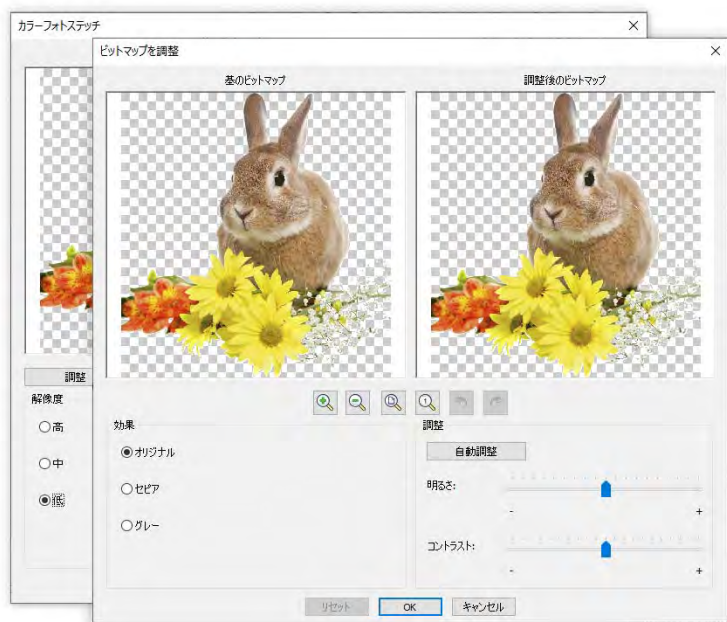 カラーフォトステッチ
ビットマップを調整
基のビットマップ
調整後のビットマップ
調整
解像度
高
中
低
1
効果
オリジナル
セピア
グレー
調整
自動調整
明るさ:
- +
コントラスト:
- +
リセット
OK
キャンセル